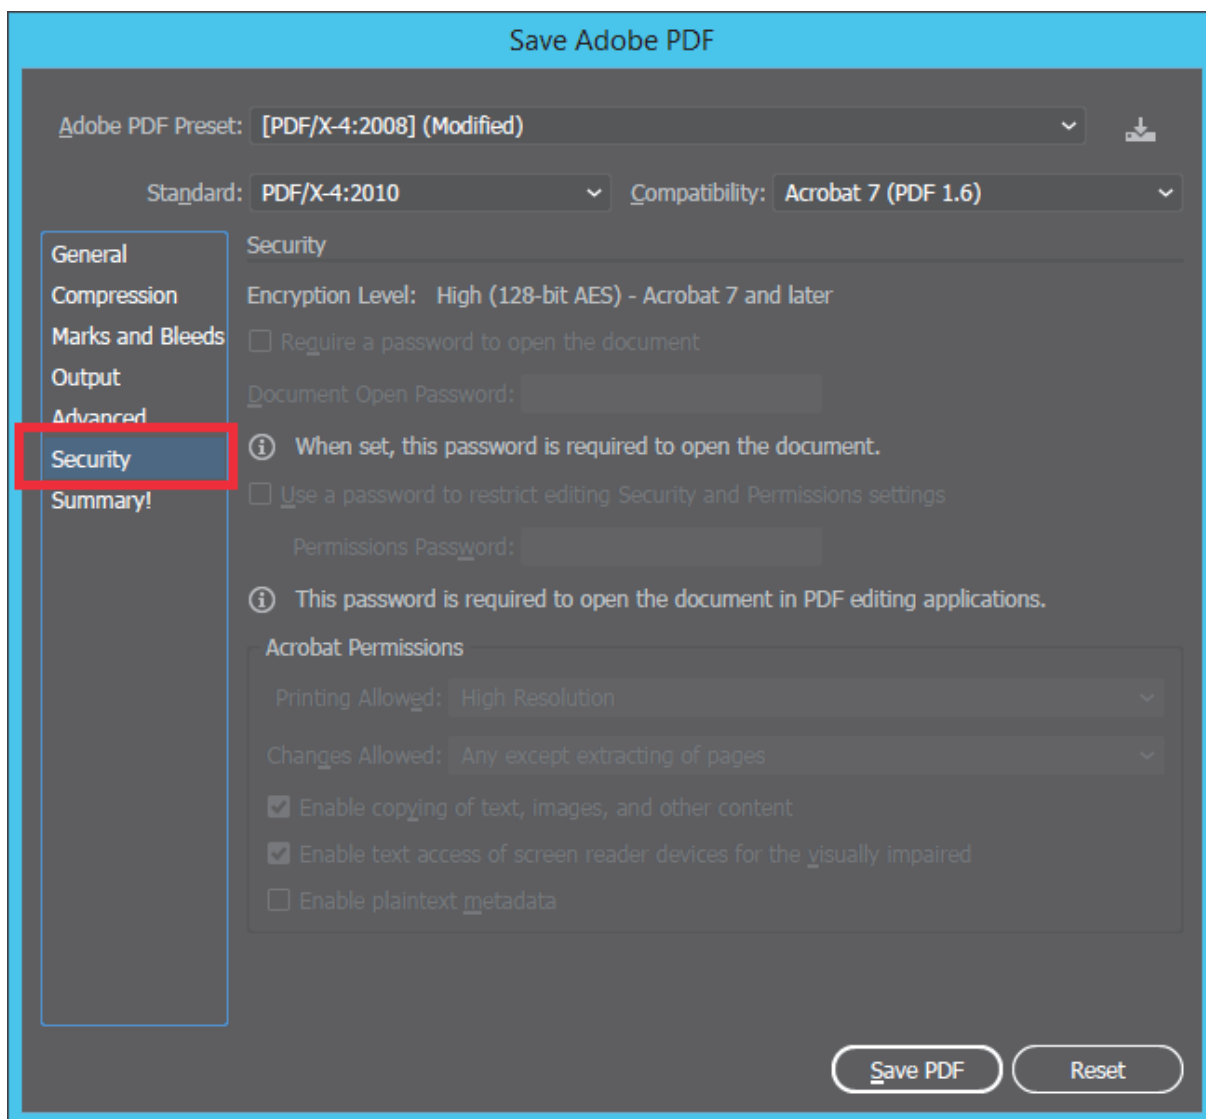 Save Adobe PDF
Adobe PDF Preset: [PDF/X-4:2008] (Modified)
Standard: PDF/X-4:2010 Compatibility: Acrobat 7 (PDF 1.6)
General
Compression
Marks and Bleeds
Output
Advanced
Security
Summary!
Security
Encryption Level: High (128-bit AES) - Acrobat 7 and later
Require a password to open the document
Document Open Password:
When set, this password is required to open the document.
Use a password to restrict editing Security and Permissions settings
Permissions Password:
This password is required to open the document in PDF editing applications.
Acrobat Permissions
Printing Allowed: High Resolution
Changes Allowed: Any except extracting of pages
Enable copying of text, images, and other content
Enable text access of screen reader devices for the visually impaired
Enable plaintext metadata
Save PDF Reset